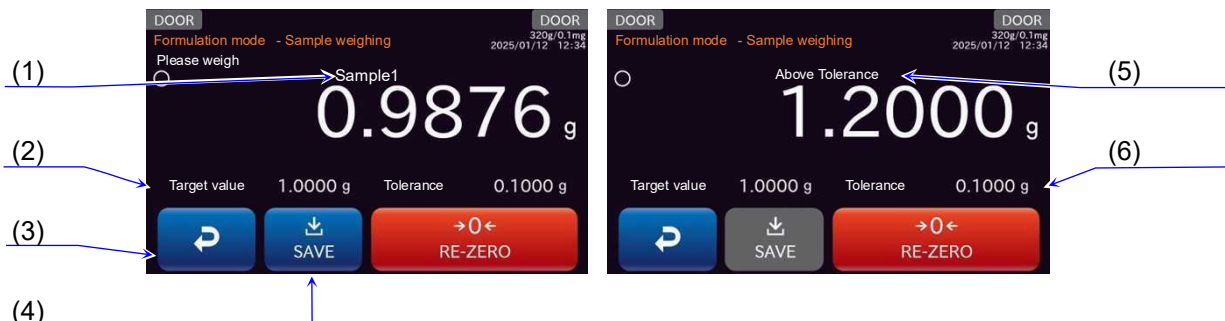 DOOR DOOR
Formulation mode - Sample weighing 320g/0.1mg
2025/01/12 12:34
Please weigh
Sample1
0.9876 g
Target value 1.0000 g Tolerance 0.1000 g
SAVE
→0←
RE-ZERO
DOOR DOOR
Formulation mode - Sample weighing 320g/0.1mg
2025/01/12 12:34
Above Tolerance
1.2000 g
Target value 1.0000 g Tolerance 0.1000 g
SAVE
→0←
RE-ZERO
(1)
(2)
(3)
(4)
(5)
(6)